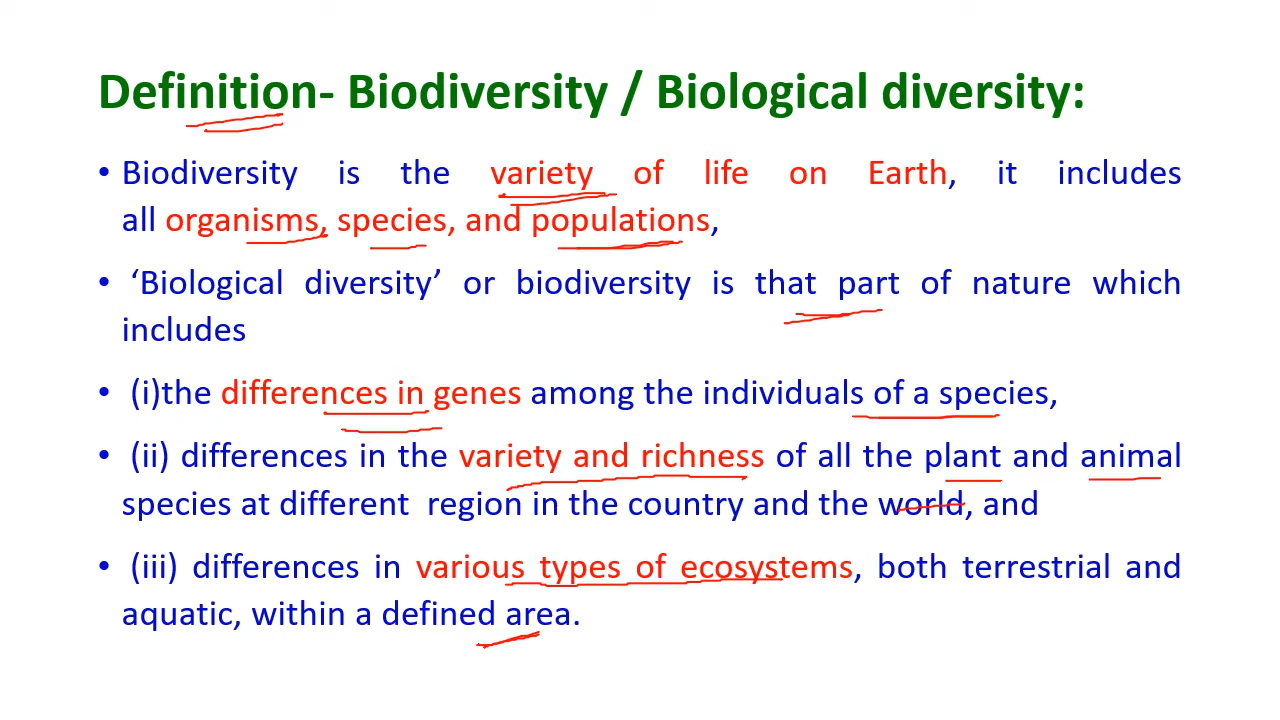 Definition- Biodiversity / Biological diversity:
• Biodiversity is the variety of life on Earth, it includes
all organisms, species, and populations,
• ‘Biological diversity’ or biodiversity is that part of nature which
includes
• (i)the differences in genes among the individuals of a species,
• (ii) differences in the variety and richness of all the plant and animal
species at different region in the country and the world, and
• (iii) differences in various types of ecosystems, both terrestrial and
aquatic, within a defined area.